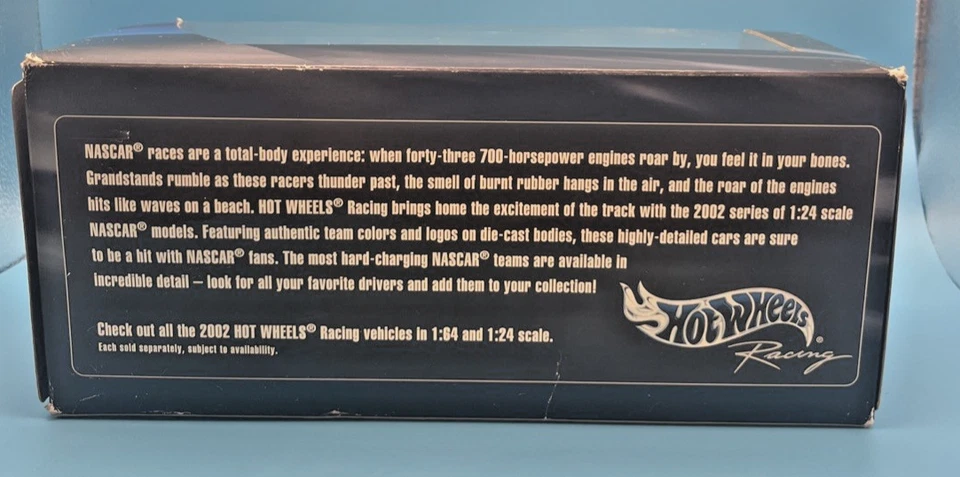 NASCAR® races are a total-body experience: when forty-three 700-horsepower engines roar by, you feel it in your bones.
Grandstands rumble as these racers thunder past, the smell of burnt rubber hangs in the air, and the roar of the engines
hits like waves on a beach. HOT WHEELS® Racing brings home the excitement of the track with the 2002 series of 1:24 scale
NASCAR® models. Featuring authentic team colors and logos on die-cast bodies, these highly-detailed cars are sure
to be a hit with NASCAR® fans. The most hard-charging NASCAR® teams are available in
incredible detail – look for all your favorite drivers and add them to your collection!
Check out all the 2002 HOT WHEELS® Racing vehicles in 1:64 and 1:24 scale.
Each sold separately, subject to availability.
Hot Wheels®
Racing